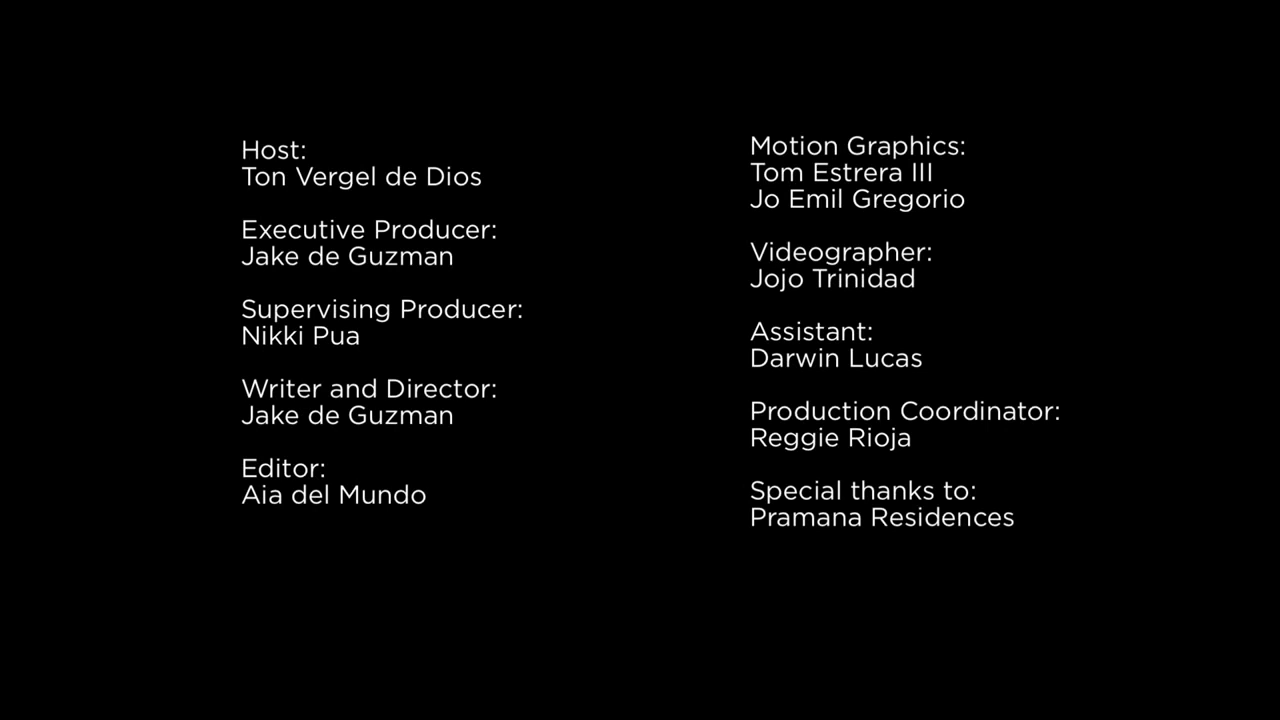 Host:
Ton Vergel de Dios
Executive Producer:
Jake de Guzman
Supervising Producer:
Nikki Pua
Writer and Director:
Jake de Guzman
Editor:
Aia del Mundo
Motion Graphics:
Tom Estrera III
Jo Emil Gregorio
Videographer:
Jojo Trinidad
Assistant:
Darwin Lucas
Production Coordinator:
Reggie Rioja
Special thanks to:
Pramana Residences